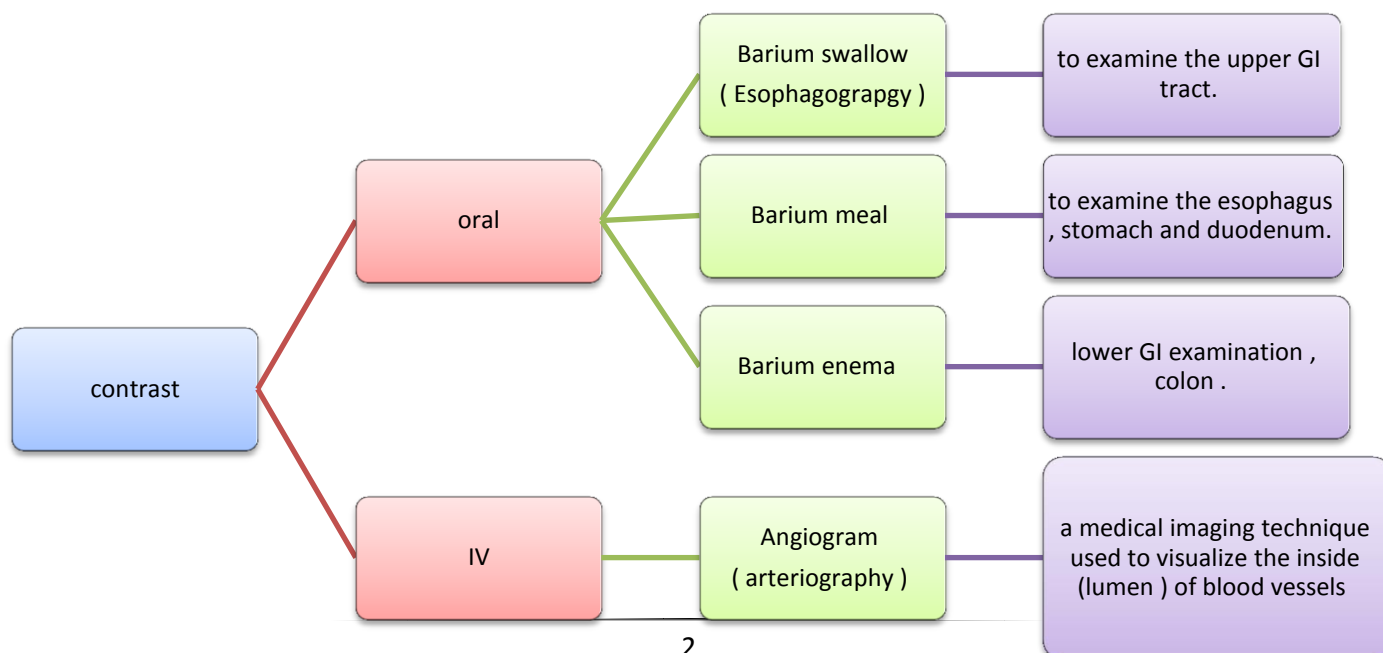 contrast
oral
Barium swallow
( Esophagograpgy )
to examine the upper GI
tract.
Barium meal
to examine the esophagus
, stomach and duodenum.
Barium enema
lower GI examination ,
colon .
IV
Angiogram
( arteriography )
a medical imaging technique
used to visualize the inside
(lumen ) of blood vessels
2